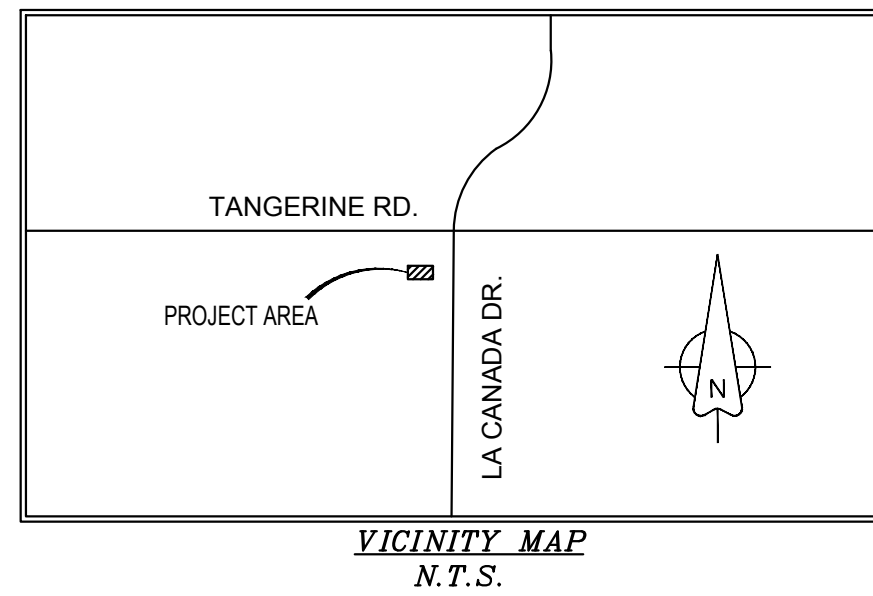 TANGERINE RD.
PROJECT AREA
LA CANADA DR.
N
VICINITY MAP
N.T.S.